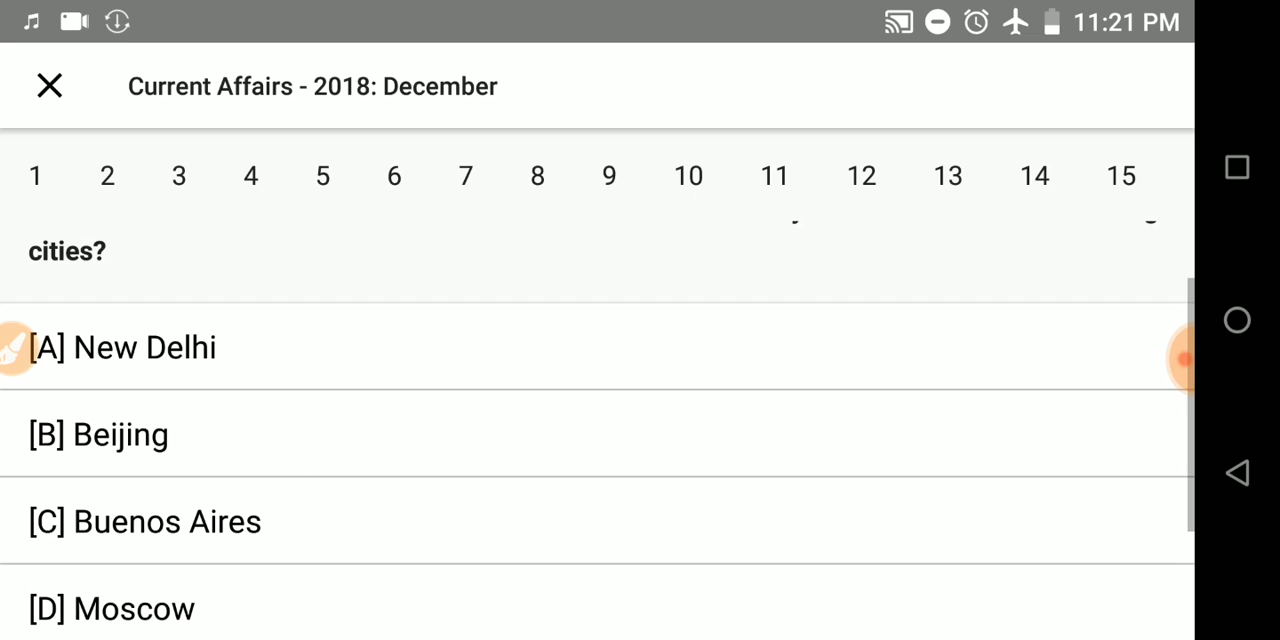 11:21 PM
Current Affairs - 2018: December
1 2 3 4 5 6 7 8 9 10 11 12 13 14 15
cities?
[A] New Delhi
[B] Beijing
[C] Buenos Aires
[D] Moscow